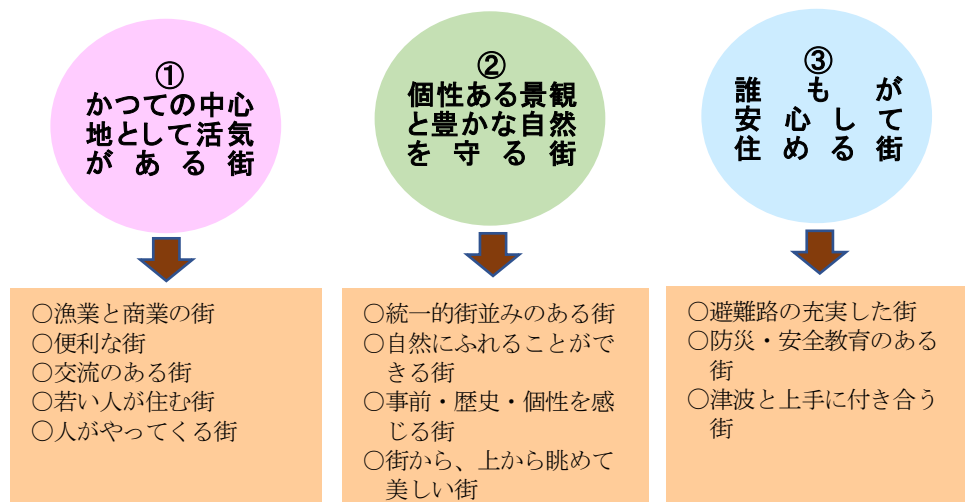 ①
かつての中心
地として活気
がある街
②
個性ある景観
と豊かな自然
を守る街
③
誰もが
安心して
住める街
○漁業と商業の街
○便利な街
○交流のある街
○若い人が住む街
○人がやってくる街
○統一的街並みのある街
○自然にふれることがで
きる街
○事前・歴史・個性を感
じる街
○街から、上から眺めて
美しい街
○避難路の充実した街
○防災・安全教育のある
街
○津波と上手に付き合う
街